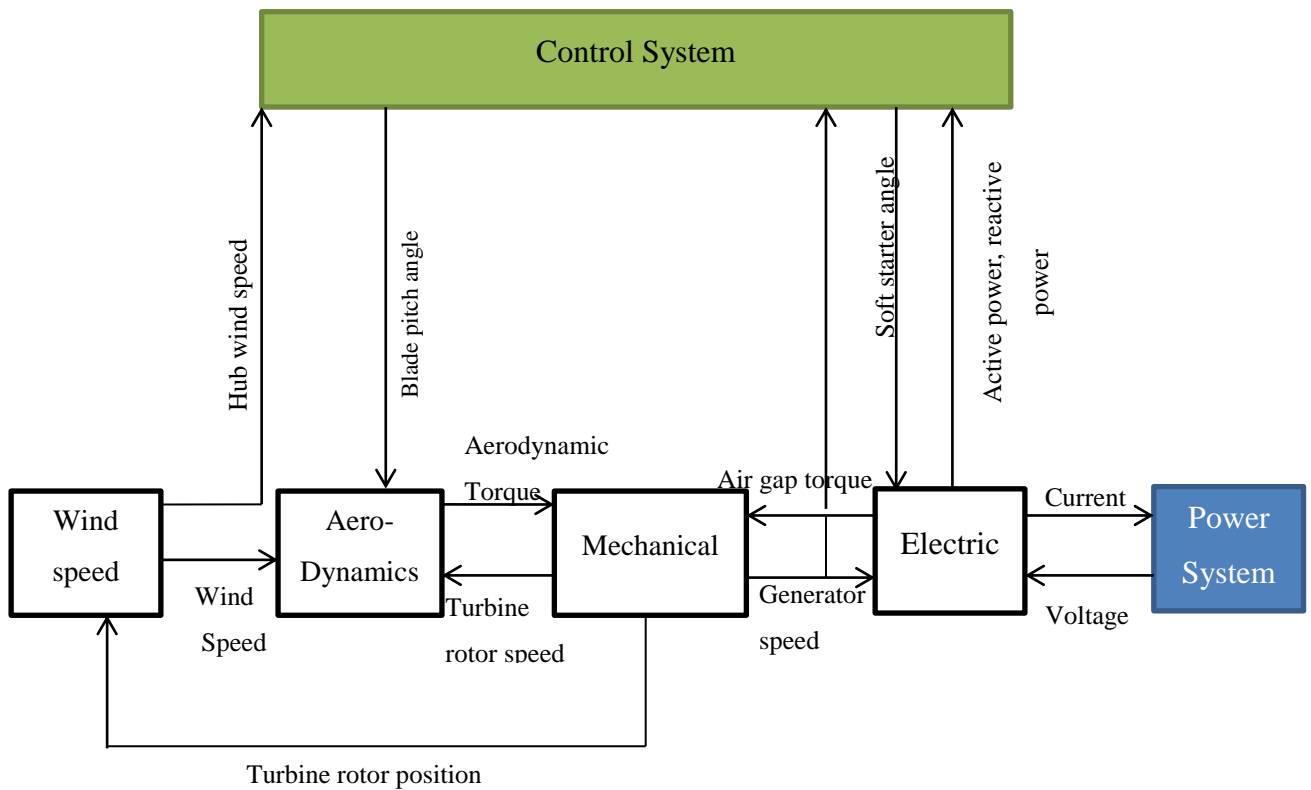 Control System
Hub wind speed
Blade pitch angle
Soft starter angle
Active power, reactive
power
Aerodynamic
Torque
Air gap torque
Current
Wind
speed
Aero-
Dynamics
Mechanical
Electric
Power
System
Wind
Speed
Turbine
rotor speed
Generator
speed
Voltage
Turbine rotor position